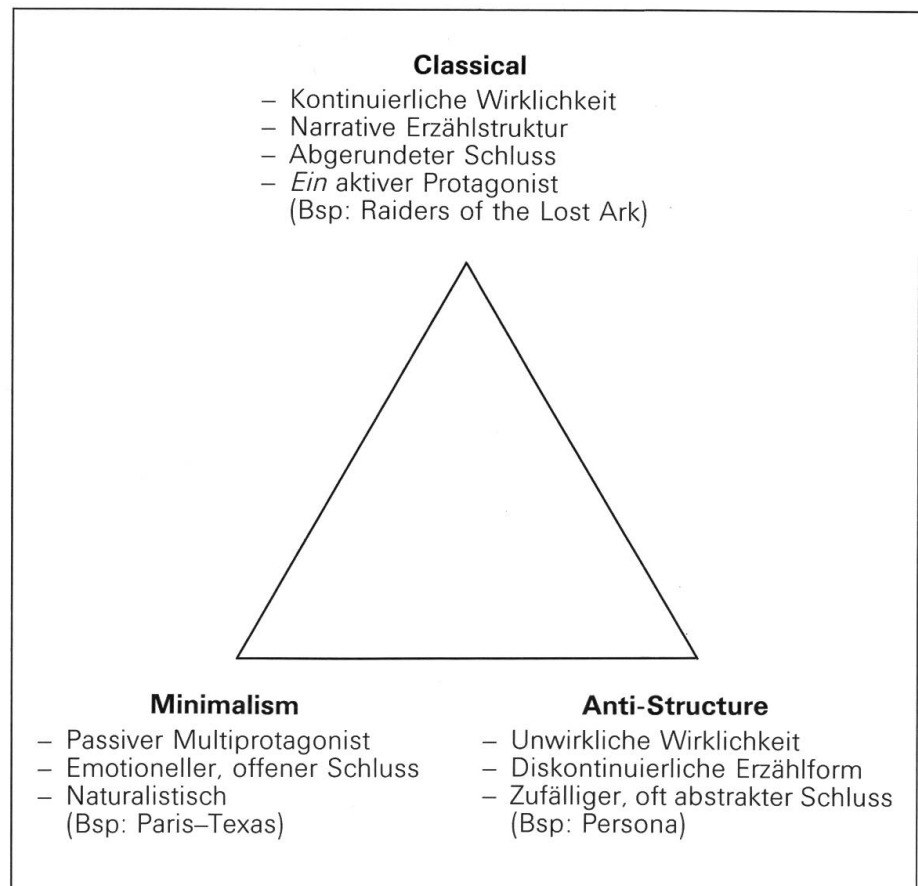 Classical
– Kontinuierliche Wirklichkeit
– Narrative Erzählstruktur
– Abgerundeter Schluss
– Ein aktiver Protagonist
(Bsp: Raiders of the Lost Ark)
Minimalism
– Passiver Multiprotagonist
– Emotioneller, offener Schluss
– Naturalistisch
(Bsp: Paris–Texas)
Anti-Structure
– Unwirkliche Wirklichkeit
– Diskontinuierliche Erzählform
– Zufälliger, oft abstrakter Schluss
(Bsp: Persona)